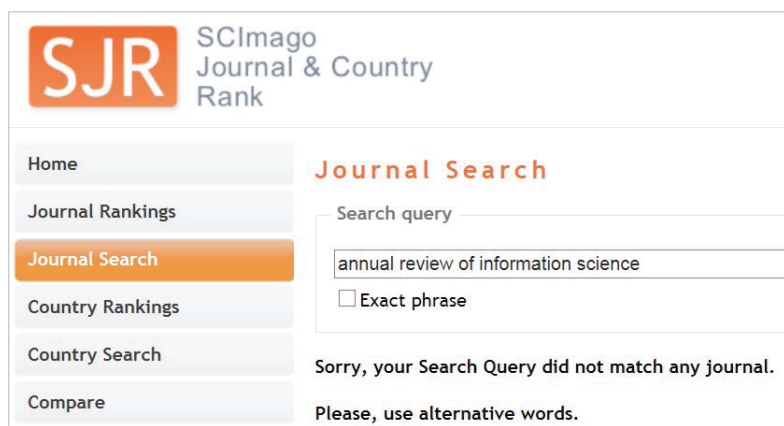 SJR
SCImago
Journal & Country
Rank
Home
Journal Rankings
Journal Search
Country Rankings
Country Search
Compare
Journal Search
Search query
annual review of information science
Exact phrase
Sorry, your Search Query did not match any journal.
Please, use alternative words.